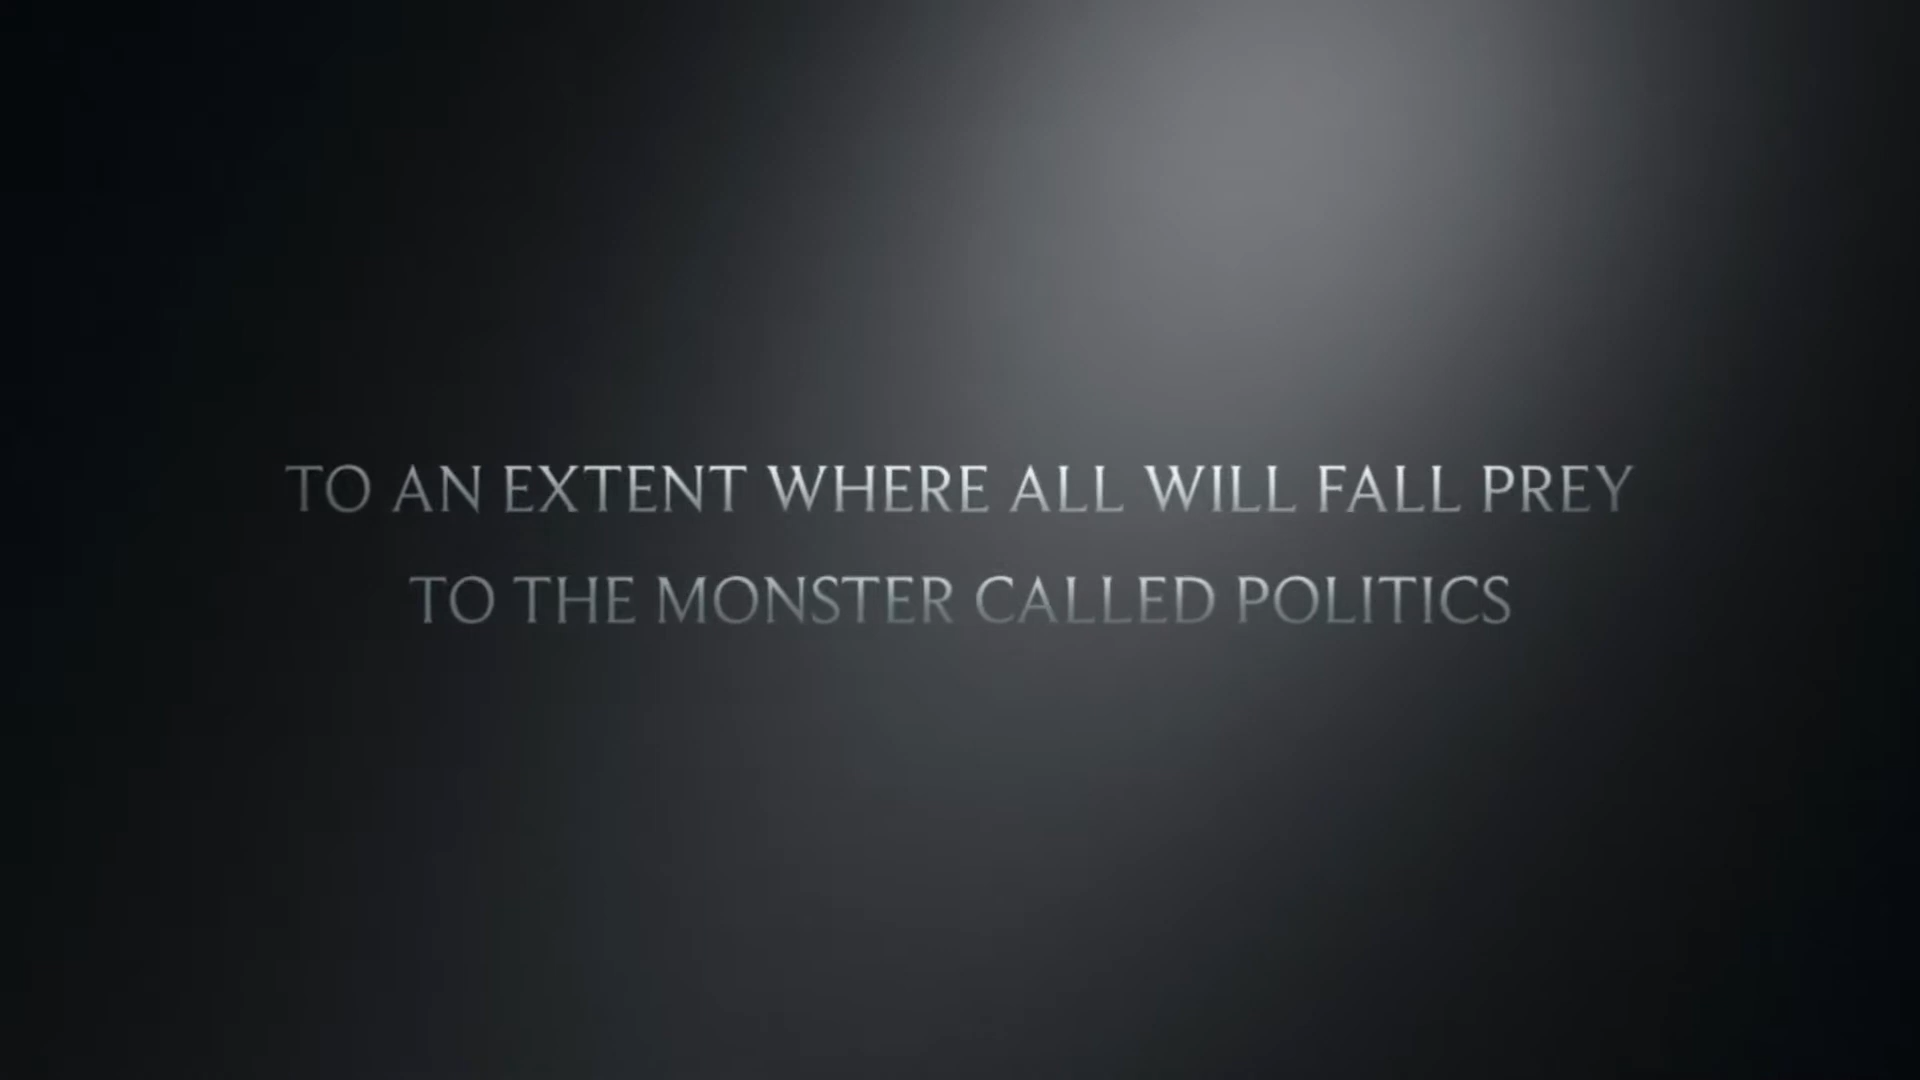 TO AN EXTENT WHERE ALL WILL FALL PREY
TO THE MONSTER CALLED POLITICS